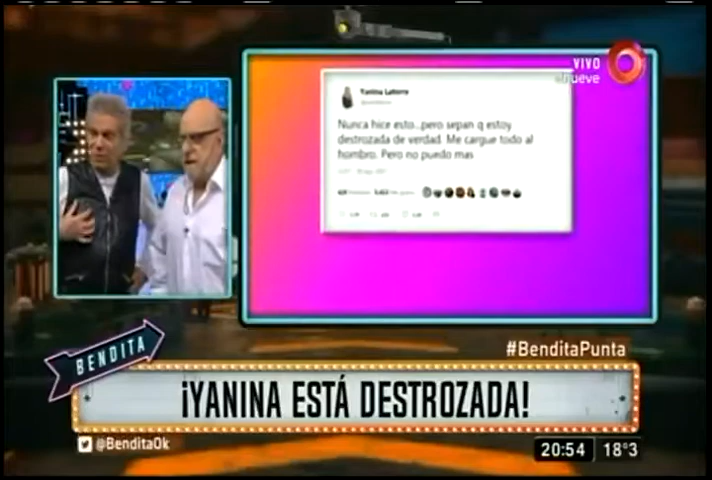 VIVO
#nueve
Yanina Latorre
Nunca hice esto...pero sepan q estoy
destrozada de verdad. Me cargue todo al
hombro. Pero no puedo mas
#BenditaPunta
BENDITA
¡YANINA ESTÁ DESTROZADA!
@BenditaOk
20:54 18°3